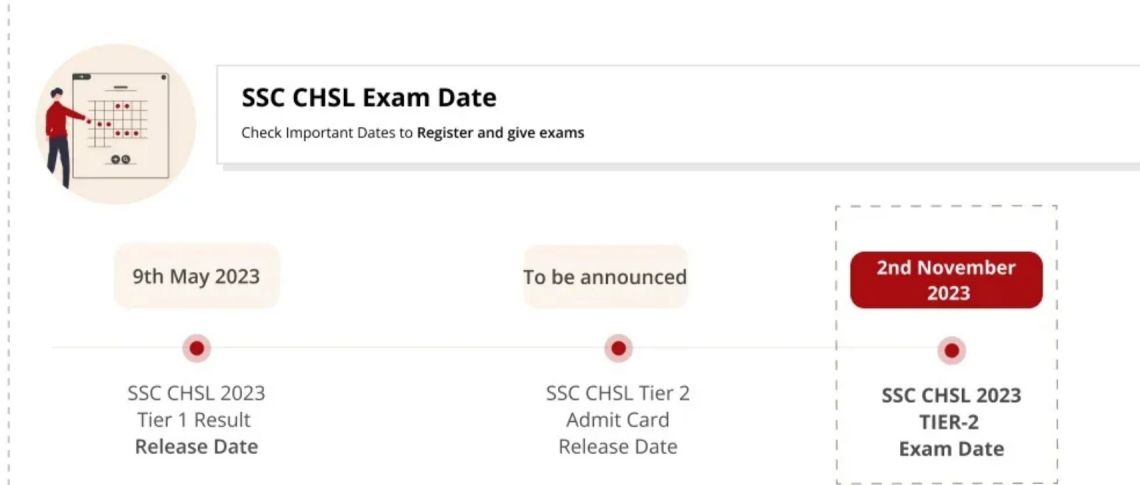 SSC CHSL Exam Date
Check Important Dates to Register and give exams
9th May 2023
To be announced
2nd November
2023
SSC CHSL 2023
Tier 1 Result
Release Date
SSC CHSL Tier 2
Admit Card
Release Date
SSC CHSL 2023
TIER-2
Exam Date